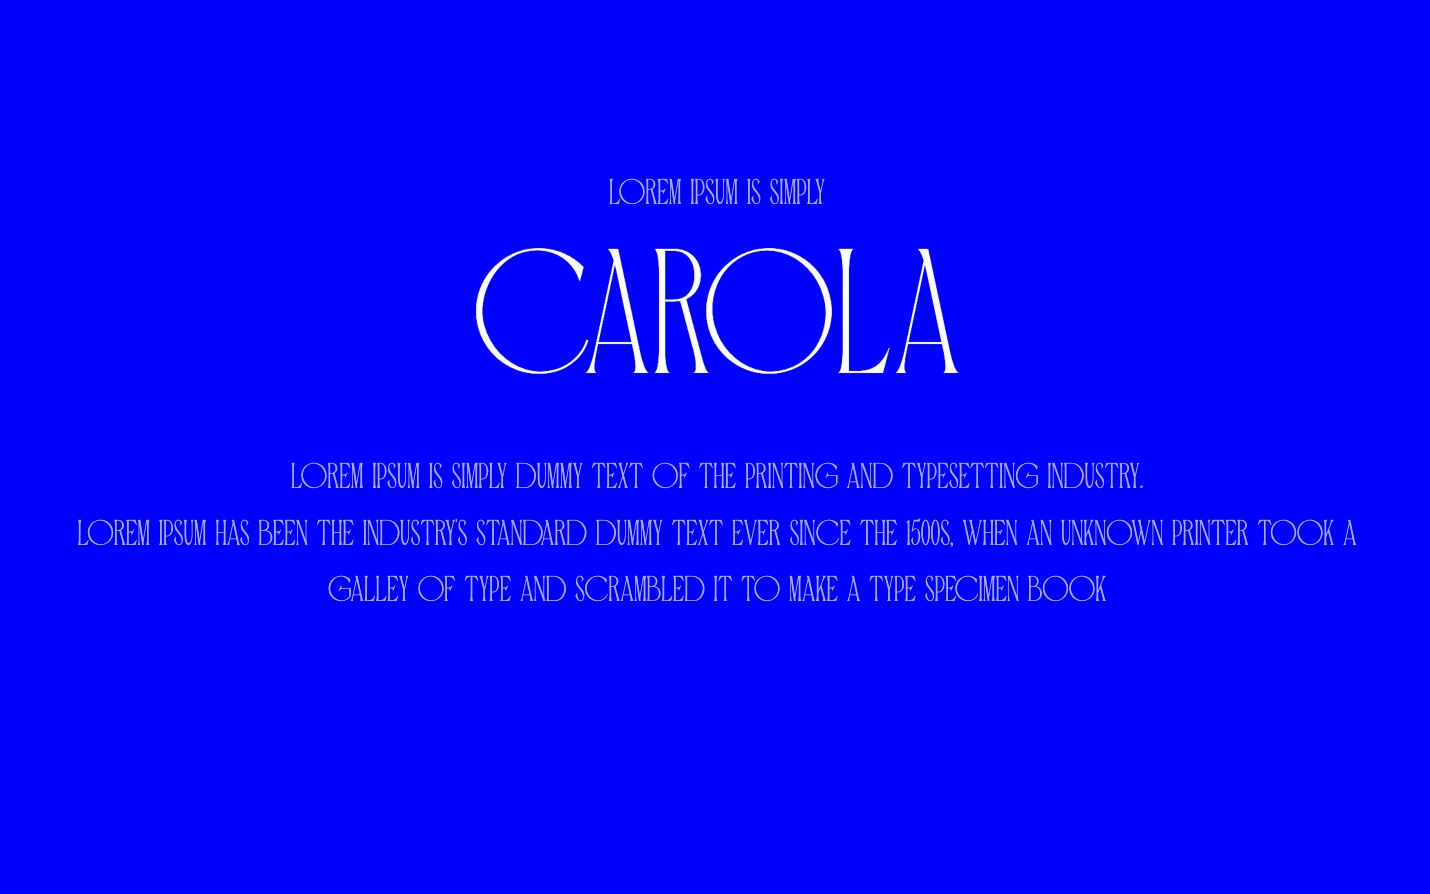 LOREM IPSUM IS SIMPLY
CAROLA
LOREM IPSUM IS SIMPLY DUMMY TEXT OF THE PRINTING AND TYPESETTING INDUSTRY.
LOREM IPSUM HAS BEEN THE INDUSTRY'S STANDARD DUMMY TEXT EVER SINCE THE 1500S, WHEN AN UNKNOWN PRINTER TOOK A
GALLEY OF TYPE AND SCRAMBLED IT TO MAKE A TYPE SPECIMEN BOOK